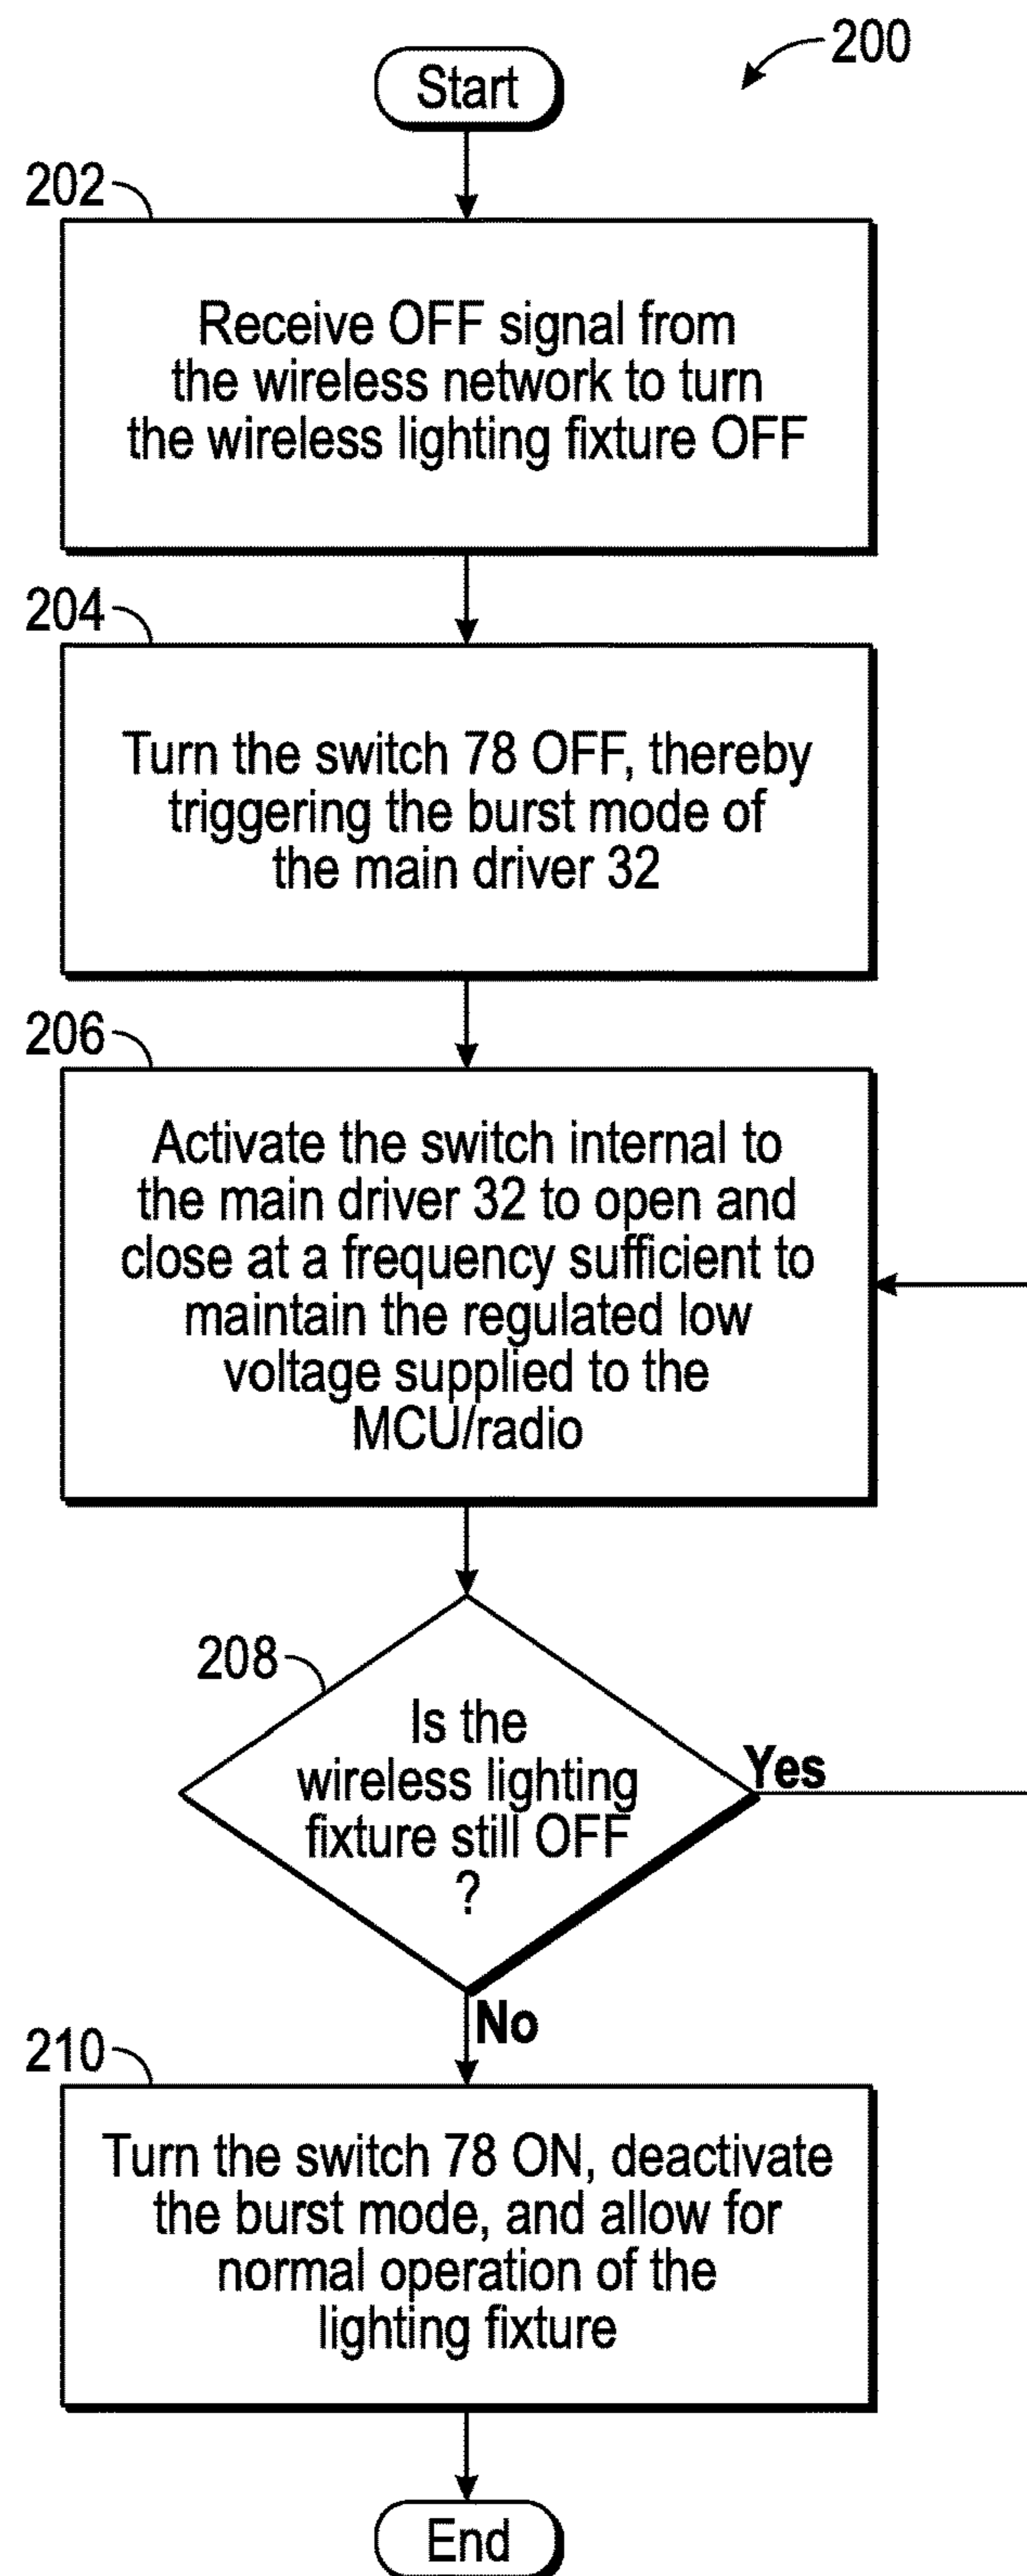 200
Start
202
Receive OFF signal from
the wireless network to turn
the wireless lighting fixture OFF
204
Turn the switch 78 OFF, thereby
triggering the burst mode of
the main driver 32
206
Activate the switch internal to
the main driver 32 to open and
close at a frequency sufficient to
maintain the regulated low
voltage supplied to the
MCU/radio
208
Is the
wireless lighting
fixture still OFF
?
Yes
No
210
Turn the switch 78 ON, deactivate
the burst mode, and allow for
normal operation of the
lighting fixture
End